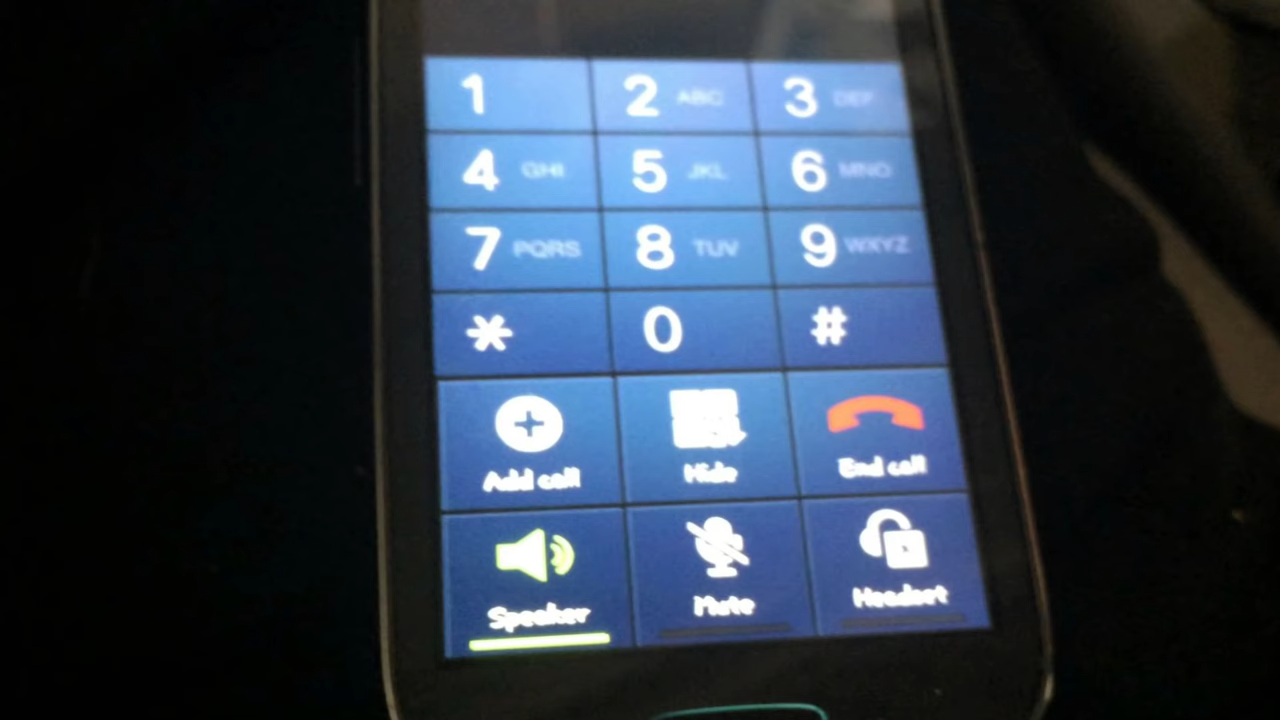 1 2 ABC 3 DEF
4 GHI 5 JKL 6 MNO
7 PQRS 8 TUV 9 WXYZ
* 0 #
Add call Hide End call
Speaker Mute Headset